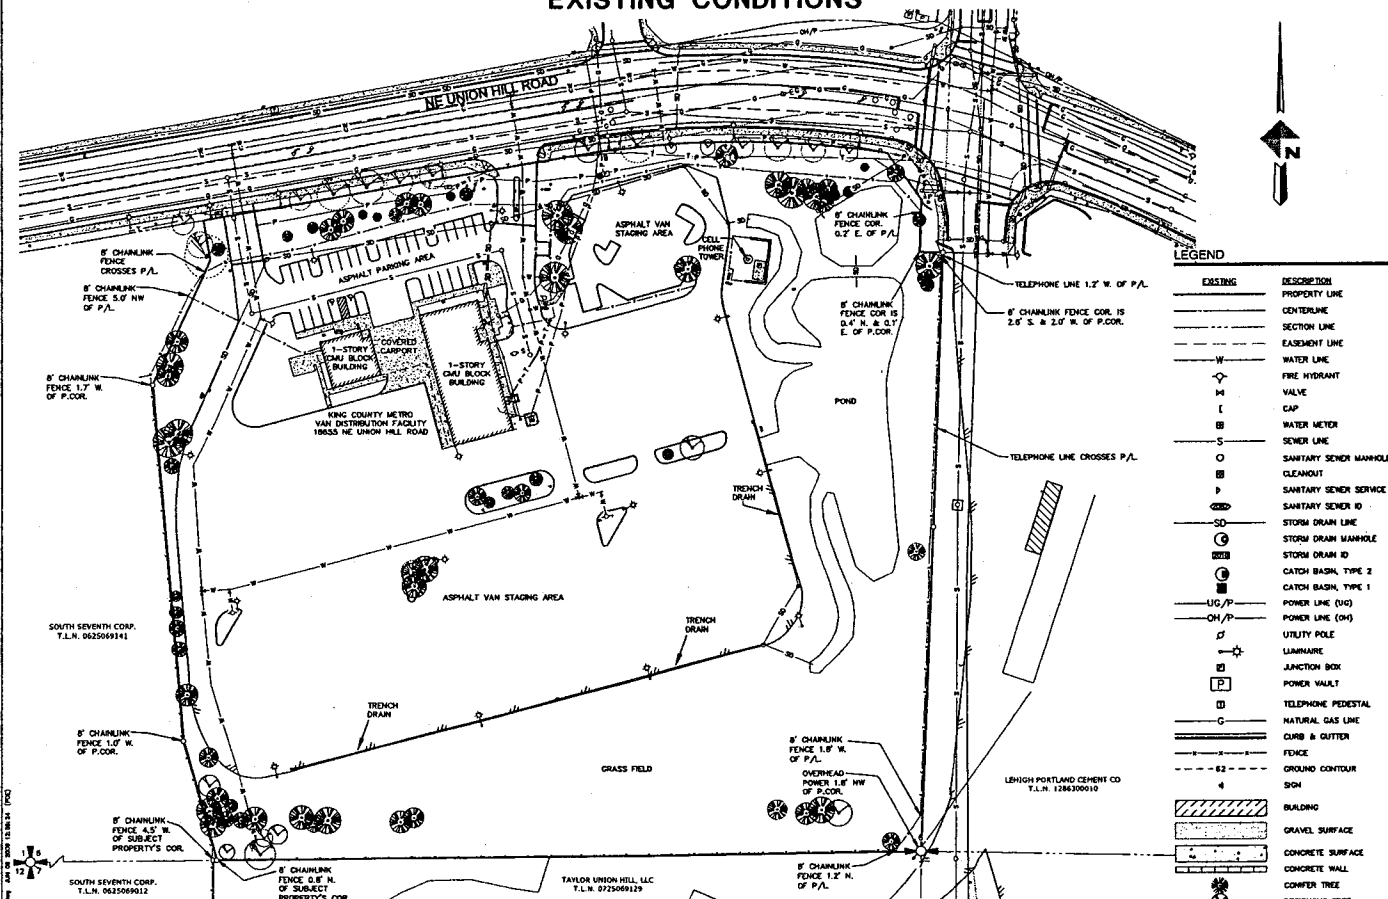 EXISTING CONDITIONS
NE UNION HILL ROAD
N
8' CHAINLINK
FENCE
CROSSES P/L.
8' CHAINLINK
FENCE 5.0' NW
OF P/L.
8' CHAINLINK
FENCE 1.7' W.
OF P.COR.
ASPHALT PARKING AREA
1-STORY
CMU BLOCK
BUILDING
COVERED
CARPORT
1-STORY
CMU BLOCK
BUILDING
KING COUNTY METRO
VAN DISTRIBUTION FACILITY
18655 NE UNION HILL ROAD
ASPHALT VAN
STAGING AREA
CELL
PHONE
TOWER
8' CHAINLINK
FENCE COR.
0.2' E. OF P/L.
8' CHAINLINK
FENCE COR IS
0.4' N. & 0.1'
E. OF P.COR.
TELEPHONE LINE 1.2' W. OF P/L.
8' CHAINLINK FENCE COR. IS
2.6' S. & 2.0' W. OF P.COR.
POND
TELEPHONE LINE CROSSES P/L.
TRENCH
DRAIN
ASPHALT VAN STAGING AREA
SOUTH SEVENTH CORP.
T.L.N. 0625069141
TRENCH
DRAIN
TRENCH
DRAIN
8' CHAINLINK
FENCE 1.0' W.
OF P.COR.
GRASS FIELD
8' CHAINLINK
FENCE 1.8' W.
OF P/L.
OVERHEAD
POWER 1.8' NW
OF P.COR.
LEHIGH PORTLAND CEMENT CO
T.L.N. 1286300010
8' CHAINLINK
FENCE 4.5' W.
OF SUBJECT
PROPERTY'S COR.
1 6
12 7
SOUTH SEVENTH CORP.
T.L.N. 0625069012
8' CHAINLINK
FENCE 0.8' N.
OF SUBJECT
PROPERTY'S COR.
TAYLOR UNION HILL, LLC
T.L.N. 0725069129
8' CHAINLINK
FENCE 1.2' N.
OF P/L.
LEGEND
EXISTING DESCRIPTION
PROPERTY LINE
CENTERLINE
SECTION LINE
EASEMENT LINE
W WATER LINE
FIRE HYDRANT
VALVE
CAP
WATER METER
S SEWER LINE
SANITARY SEWER MANHOLE
CLEANOUT
SANITARY SEWER SERVICE
SANITARY SEWER ID
SD STORM DRAIN LINE
STORM DRAIN MANHOLE
STORM DRAIN ID
CATCH BASIN, TYPE 2
CATCH BASIN, TYPE 1
UG/P POWER LINE (UG)
OH/P POWER LINE (OH)
UTILITY POLE
LUMINAIRE
JUNCTION BOX
P POWER VAULT
TELEPHONE PEDESTAL
G NATURAL GAS LINE
CURB & GUTTER
FENCE
62 GROUND CONTOUR
SIGN
BUILDING
GRAVEL SURFACE
CONCRETE SURFACE
CONCRETE WALL
CONIFER TREE